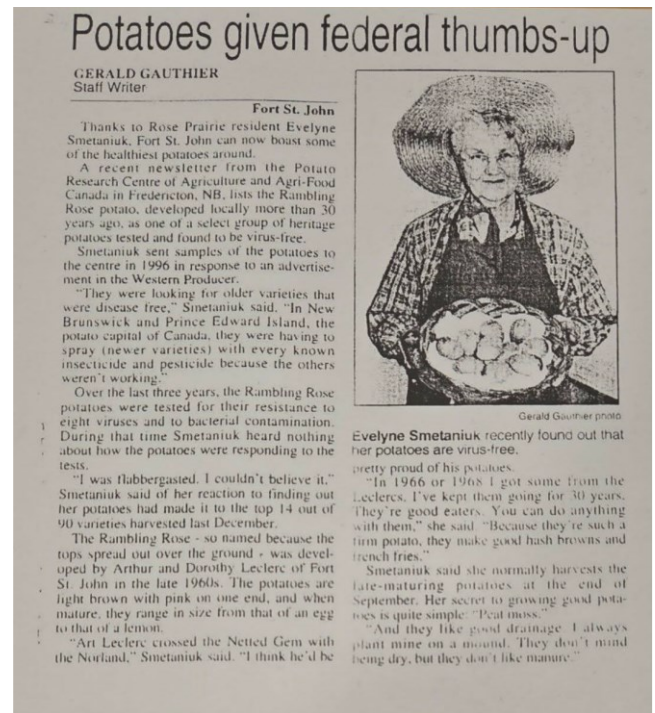 Potatoes given federal thumbs-up
GERALD GAUTHIER
Staff Writer
Fort St. John
Thanks to Rose Prairie resident Evelyne
Smetaniuk, Fort St. John can now boast some
of the healthiest potatoes around.
A recent newsletter from the Potato
Research Centre of Agriculture and Agri-Food
Canada in Fredericton, NB, lists the Rambling
Rose potato, developed locally more than 30
years ago, as one of a select group of heritage
potatoes tested and found to be virus-free.
Smetaniuk sent samples of the potatoes to
the centre in 1996 in response to an advertise-
ment in the Western Producer.
"They were looking for older varieties that
were disease free," Smetaniuk said. "In New
Brunswick and Prince Edward Island, the
potato capital of Canada, they were having to
spray (newer varieties) with every known
insecticide and pesticide because the others
weren't working."
Over the last three years, the Rambling Rose
potatoes were tested for their resistance to
eight viruses and to bacterial contamination.
During that time Smetaniuk heard nothing
about how the potatoes were responding to the
tests.
"I was flabbergasted. I couldn't believe it,"
Smetaniuk said of her reaction to finding out
her potatoes had made it to the top 14 out of
90 varieties harvested last December.
The Rambling Rose - so named because the
tops spread out over the ground - was devel-
oped by Arthur and Dorothy Leclerc of Fort
St. John in the late 1960s. The potatoes are
light brown with pink on one end, and when
mature, they range in size from that of an egg
to that of a lemon.
"Art Leclerc crossed the Netted Gem with
the Norland," Smetaniuk said. "I think he'd be
Gerald Gauthier photo
Evelyne Smetaniuk recently found out that
her potatoes are virus-free.
pretty proud of his potatoes.
"In 1966 or 1968 I got some from the
Leclercs. I've kept them going for 30 years.
They're good eaters. You can do anything
with them," she said. "Because they're such a
firm potato, they make good hash browns and
french fries."
Smetaniuk said she normally harvests the
late-maturing potatoes at the end of
September. Her secret to growing good pota-
toes is quite simple: "Peat moss."
"And they like good drainage. I always
plant mine on a mound. They don't mind
being dry, but they don't like manure."